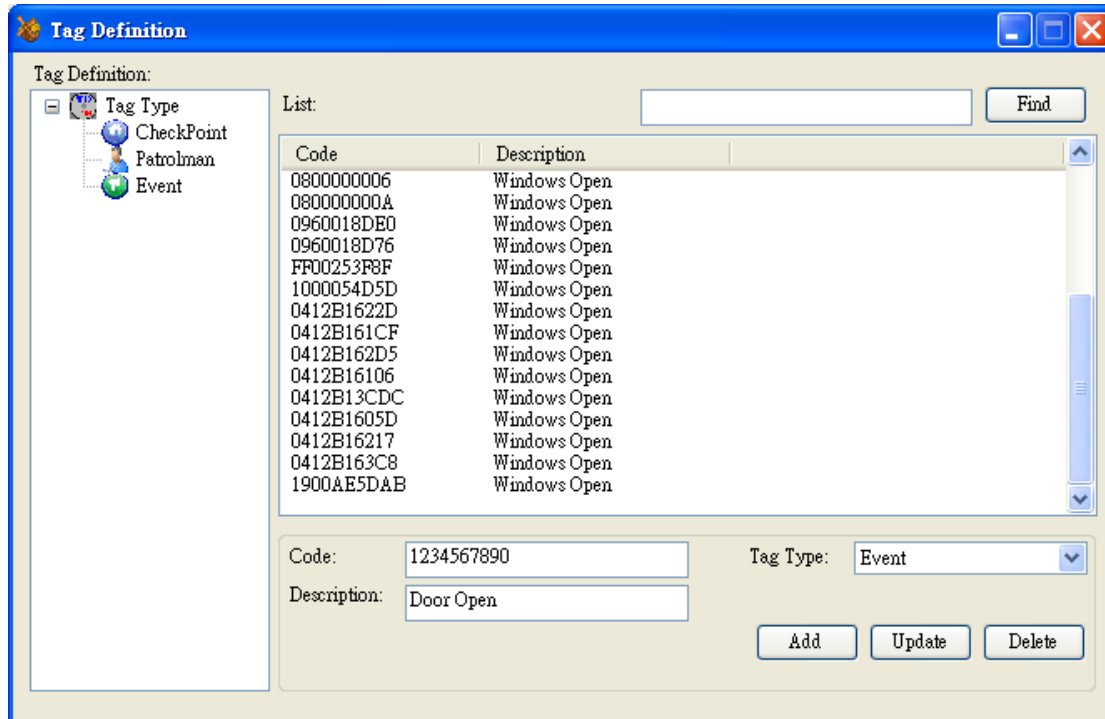 Tag Definition
Tag Definition:
Tag Type
CheckPoint
Patrolman
Event
List:
Find
Code Description
0800000006 Windows Open
080000000A Windows Open
0960018DE0 Windows Open
0960018D76 Windows Open
FF00253F8F Windows Open
1000054D5D Windows Open
0412B1622D Windows Open
0412B161CF Windows Open
0412B162D5 Windows Open
0412B16106 Windows Open
0412B13CDC Windows Open
0412B1605D Windows Open
0412B16217 Windows Open
0412B163C8 Windows Open
1900AE5DAB Windows Open
Code: 1234567890 Tag Type: Event
Description: Door Open
Add Update Delete